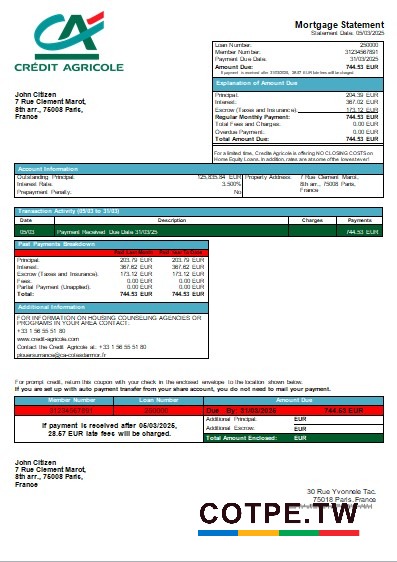 CRÉDIT AGRICOLE
Mortgage Statement
Statement Date: 05/03/2025
Loan Number: 250000
Member Number: 31234567891
Payment Due Date: 31/03/2025
Amount Due: 744.53 EUR
If payment is received after 31/03/2025, 28.57 EUR late fees will be charged.
John Citizen
7 Rue Clement Marot,
8th arr., 75008 Paris,
France
Explanation of Amount Due
Principal: 204.39 EUR
Interest: 367.02 EUR
Escrow (Taxes and Insurance): 173.12 EUR
Regular Monthly Payment: 744.53 EUR
Total Fees and Charges: 0.00 EUR
Overdue Payment: 0.00 EUR
Total Amount Due: 744.53 EUR
For a limited time, Credite Agricole is offering NO CLOSING COSTS on
Home Equity Loans. In addition, rates are at some of the lowest ever!
Account Information
Outstanding Principal: 125,835.84 EUR
Interest Rate: 3.500%
Prepayment Penalty: No
Property Address: 7 Rue Clement Marot,
8th arr., 75008 Paris,
France
Transaction Activity (05/03 to 31/03)
Date Description Charges Payments
05/03 Payment Received Due Date 31/03/25 744.53 EUR
Past Payments Breakdown
Paid Last Month Paid Year To Date
Principal: 203.79 EUR 203.79 EUR
Interest: 367.62 EUR 367.62 EUR
Escrow (Taxes and Insurance): 173.12 EUR 173.12 EUR
Fees: 0.00 EUR 0.00 EUR
Partial Payment (Unapplied): 0.00 EUR 0.00 EUR
Total: 744.53 EUR 744.53 EUR
Additional Information
FOR INFORMATION ON HOUSING COUNSELING AGENCIES OR
PROGRAMS IN YOUR AREA CONTACT:
+33 1 56 55 51 80
www.credit-agricole.com
Contact the Credit Agricole at: +33 1 56 55 51 80
For prompt credit, return this coupon with your check in the enclosed envelope to the location shown below.
If you are set up with auto payment transfer from your share account, you do not need to mail your payment.
Member Number Loan Number Amount Due
31234567891 250000 Due By 31/03/2025 744.53 EUR
If payment is received after 05/03/2025,
28.57 EUR late fees will be charged.
Additional Principal: EUR
Additional Escrow: EUR
Total Amount Enclosed: EUR
John Citizen
7 Rue Clement Marot,
8th arr., 75008 Paris,
France
30 Rue Yvonnele Tac.
75018 Paris, France
COTPE.TW